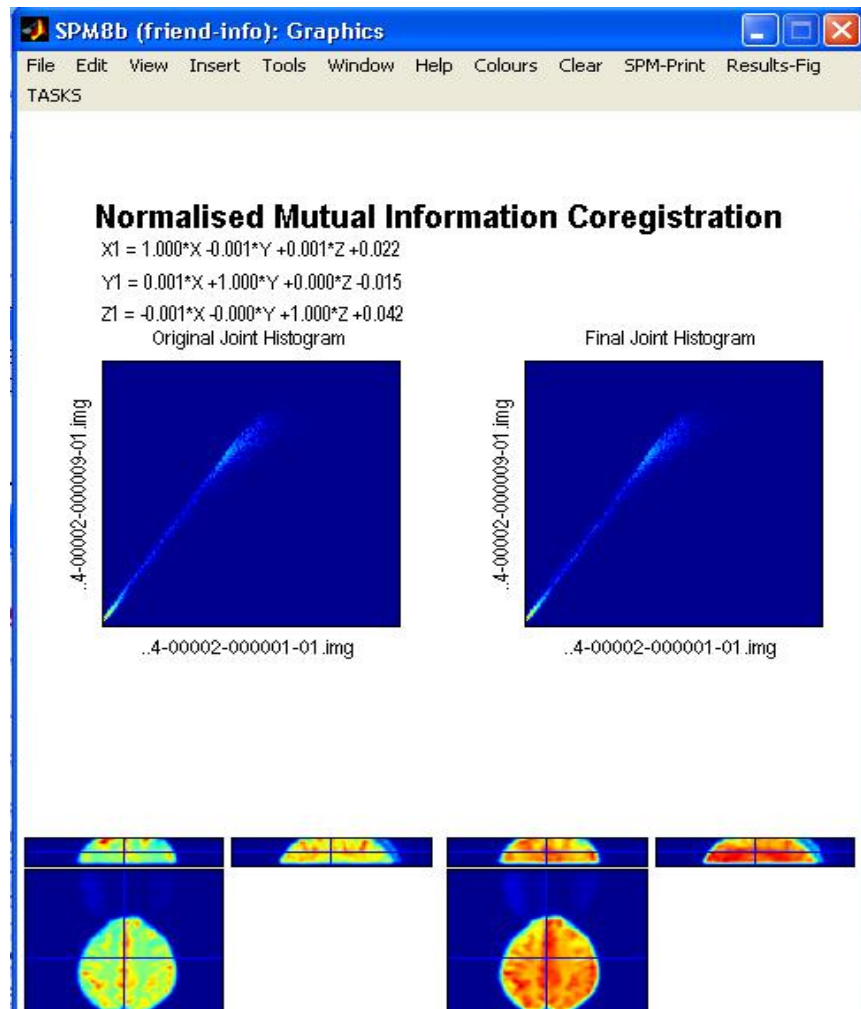 SPM8b (friend-info): Graphics
File Edit View Insert Tools Window Help Colours Clear SPM-Print Results-Fig
TASKS
Normalised Mutual Information Coregistration
X1 = 1.000*X -0.001*Y +0.001*Z +0.022
Y1 = 0.001*X +1.000*Y +0.000*Z -0.015
Z1 = -0.001*X -0.000*Y +1.000*Z +0.042
Original Joint Histogram
..4-00002-000009-01.img
..4-00002-000001-01.img
Final Joint Histogram
..4-00002-000009-01.img
..4-00002-000001-01.img